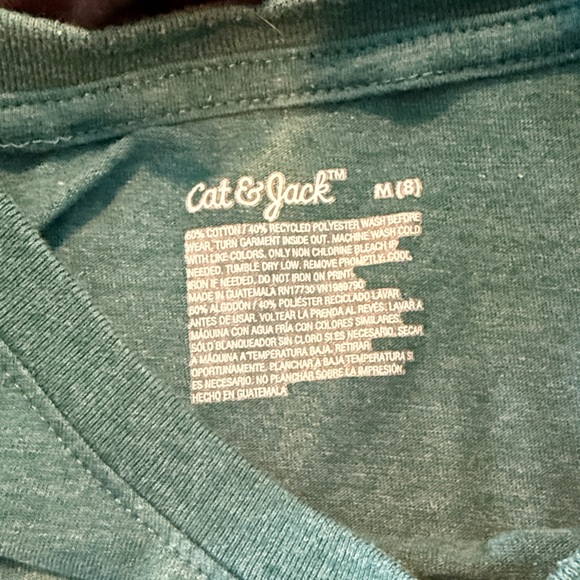 Cat & Jack™ M (8)
60% COTTON / 40% RECYCLED POLYESTER WASH BEFORE
WEAR, TURN GARMENT INSIDE OUT. MACHINE WASH COLD
WITH LIKE-COLORS, ONLY NON CHLORINE BLEACH IF
NEEDED. TUMBLE DRY LOW. REMOVE PROMPTLY. COOL
IRON IF NEEDED. DO NOT IRON ON PRINT.
MADE IN GUATEMALA RN17730 VN1989790
60% ALGODÓN / 40% POLIÉSTER RECICLADO LAVAR
ANTES DE USAR. VOLTEAR LA PRENDA AL REVÉS. LAVAR A
MÁQUINA CON AGUA FRÍA CON COLORES SIMILARES.
SÓLO BLANQUEADOR SIN CLORO SI ES NECESARIO. SECAR
A MÁQUINA A TEMPERATURA BAJA. RETIRAR
OPORTUNAMENTE. PLANCHAR A BAJA TEMPERATURA SI
ES NECESARIO. NO PLANCHAR SOBRE LA IMPRESIÓN.
HECHO EN GUATEMALA